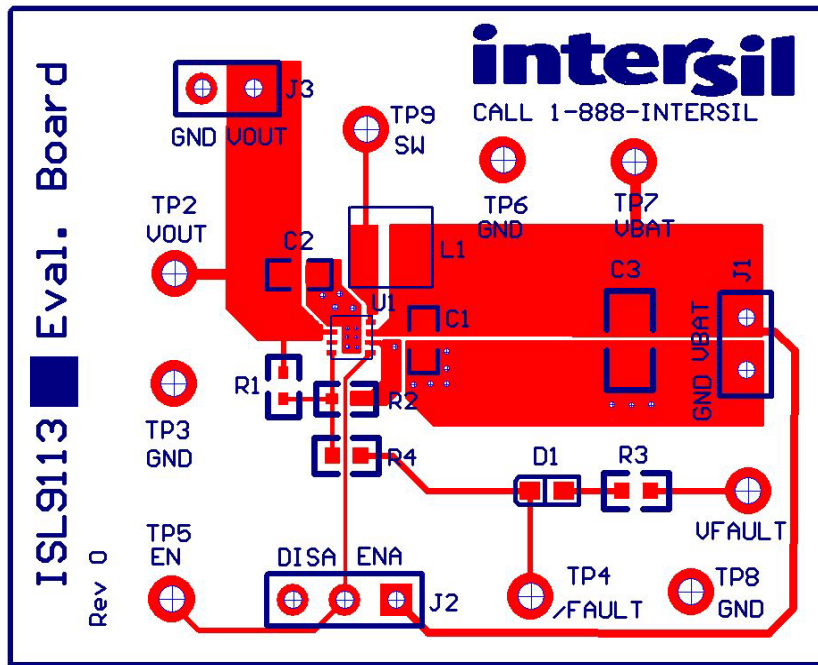 intersil
CALL 1-888-INTERSIL
ISL9113 Eval. Board
Rev 0
J3
GND VOUT
TP9
SW
TP6
GND
TP7
VBAT
TP2
VOUT
C2
L1
U1
C1
C3
J1
GND VBAT
R1
R2
TP3
GND
R4
D1
R3
VFAULT
TP5
EN
DISA ENA
J2
TP4
/FAULT
TP8
GND